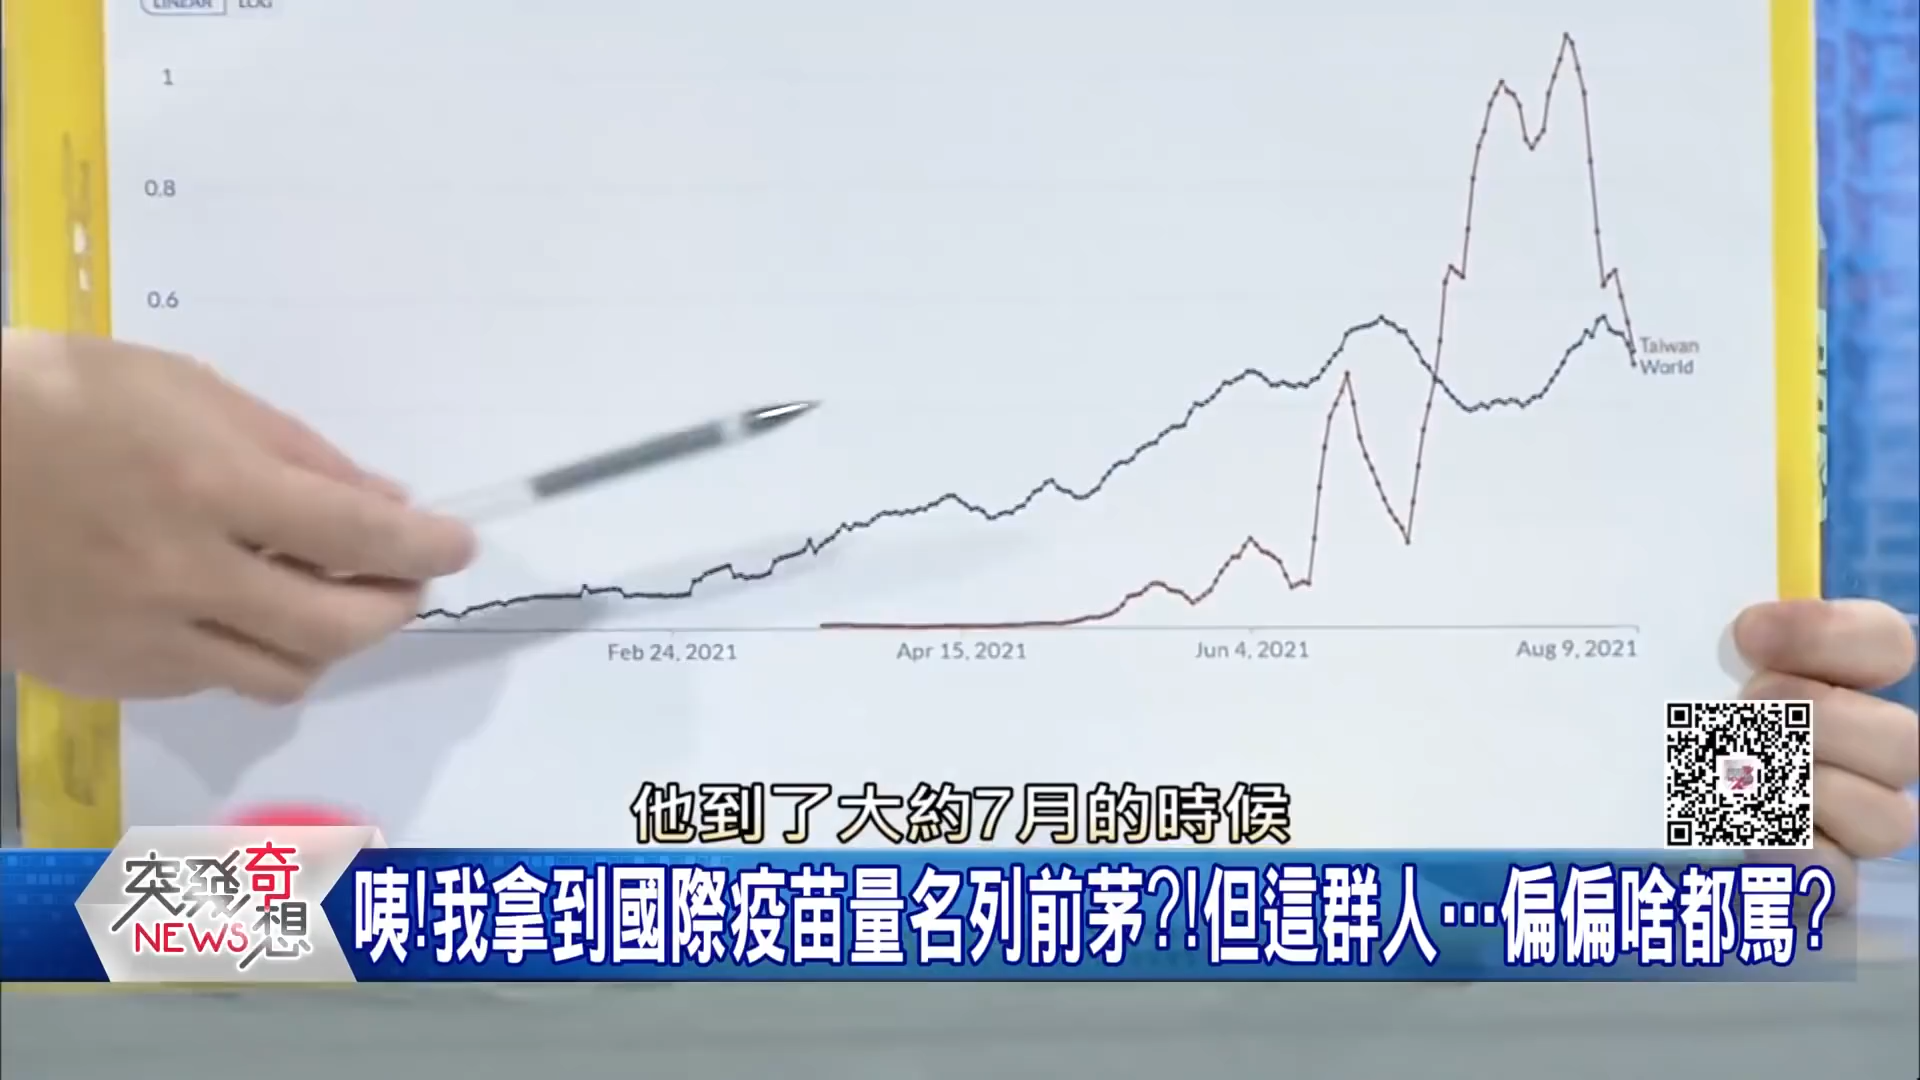 LINEAR LOG
1
0.8
0.6
Taiwan
World
Feb 24, 2021 Apr 15, 2021 Jun 4, 2021 Aug 9, 2021
他到了大約7月的時候
突發奇想
NEWS
咦!我拿到國際疫苗量名列前茅?!但這群人…偏偏啥都罵?